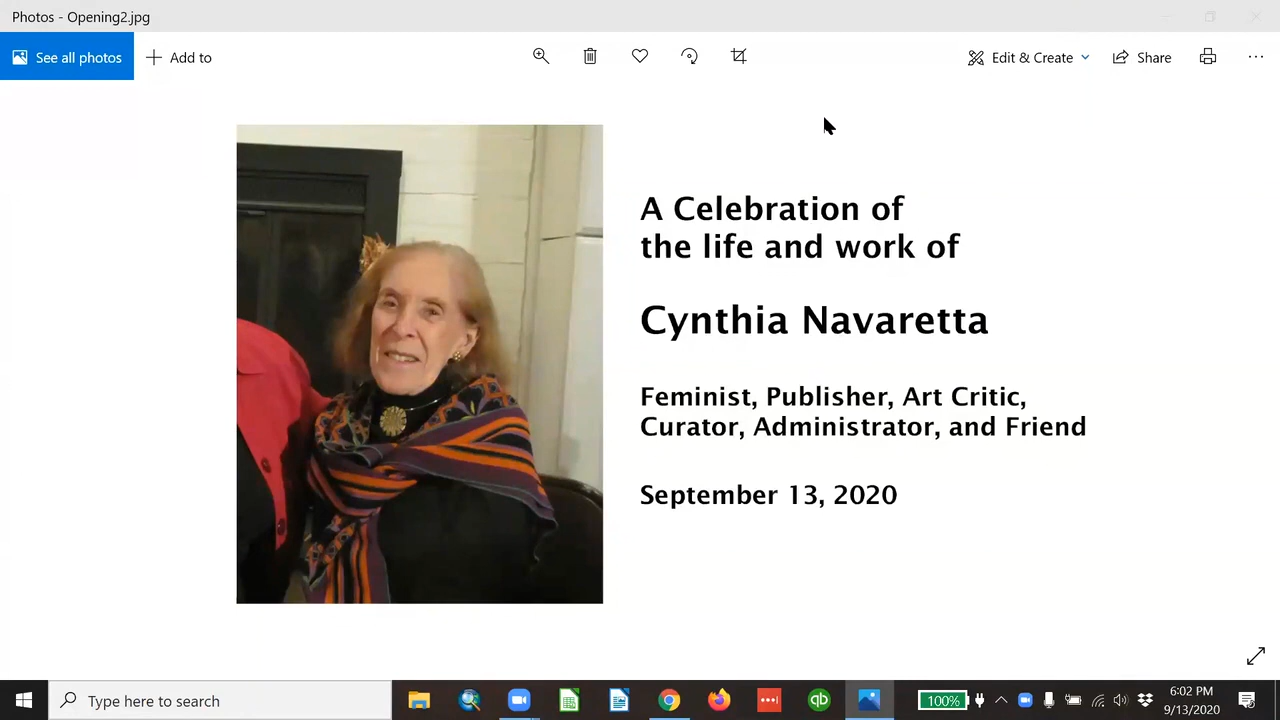 Photos - Opening2.jpg
See all photos
Add to
Edit & Create
Share
A Celebration of
the life and work of
Cynthia Navaretta
Feminist, Publisher, Art Critic,
Curator, Administrator, and Friend
September 13, 2020
Type here to search
100%
6:02 PM
9/13/2020